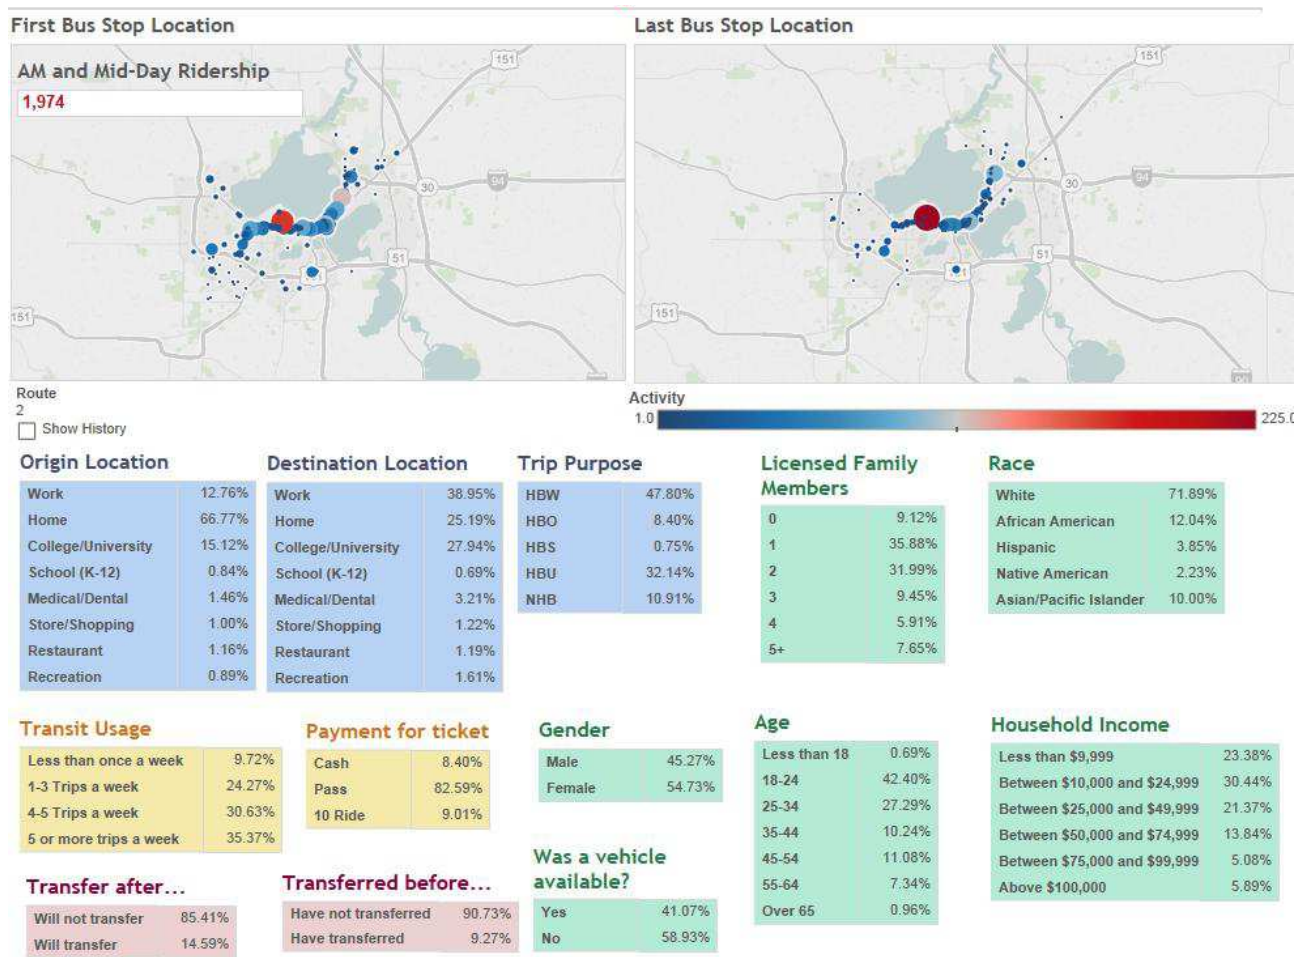 First Bus Stop Location
Last Bus Stop Location
AM and Mid-Day Ridership
1,974
151
30
94
51
151
151
30
94
51
151
Route
2
Show History
Activity
1.0
225.0
Origin Location
Work 12.76%
Home 66.77%
College/University 15.12%
School (K-12) 0.84%
Medical/Dental 1.46%
Store/Shopping 1.00%
Restaurant 1.16%
Recreation 0.89%
Destination Location
Work 38.95%
Home 25.19%
College/University 27.94%
School (K-12) 0.69%
Medical/Dental 3.21%
Store/Shopping 1.22%
Restaurant 1.19%
Recreation 1.61%
Trip Purpose
HBW 47.80%
HBO 8.40%
HBS 0.75%
HBU 32.14%
NHB 10.91%
Licensed Family
Members
0 9.12%
1 35.88%
2 31.99%
3 9.45%
4 5.91%
5+ 7.65%
Race
White 71.89%
African American 12.04%
Hispanic 3.85%
Native American 2.23%
Asian/Pacific Islander 10.00%
Transit Usage
Less than once a week 9.72%
1-3 Trips a week 24.27%
4-5 Trips a week 30.63%
5 or more trips a week 35.37%
Payment for ticket
Cash 8.40%
Pass 82.59%
10 Ride 9.01%
Gender
Male 45.27%
Female 54.73%
Age
Less than 18 0.69%
18-24 42.40%
25-34 27.29%
35-44 10.24%
45-54 11.08%
55-64 7.34%
Over 65 0.96%
Household Income
Less than $9,999 23.38%
Between $10,000 and $24,999 30.44%
Between $25,000 and $49,999 21.37%
Between $50,000 and $74,999 13.84%
Between $75,000 and $99,999 5.08%
Above $100,000 5.89%
Transfer after...
Will not transfer 85.41%
Will transfer 14.59%
Transferred before...
Have not transferred 90.73%
Have transferred 9.27%
Was a vehicle
available?
Yes 41.07%
No 58.93%